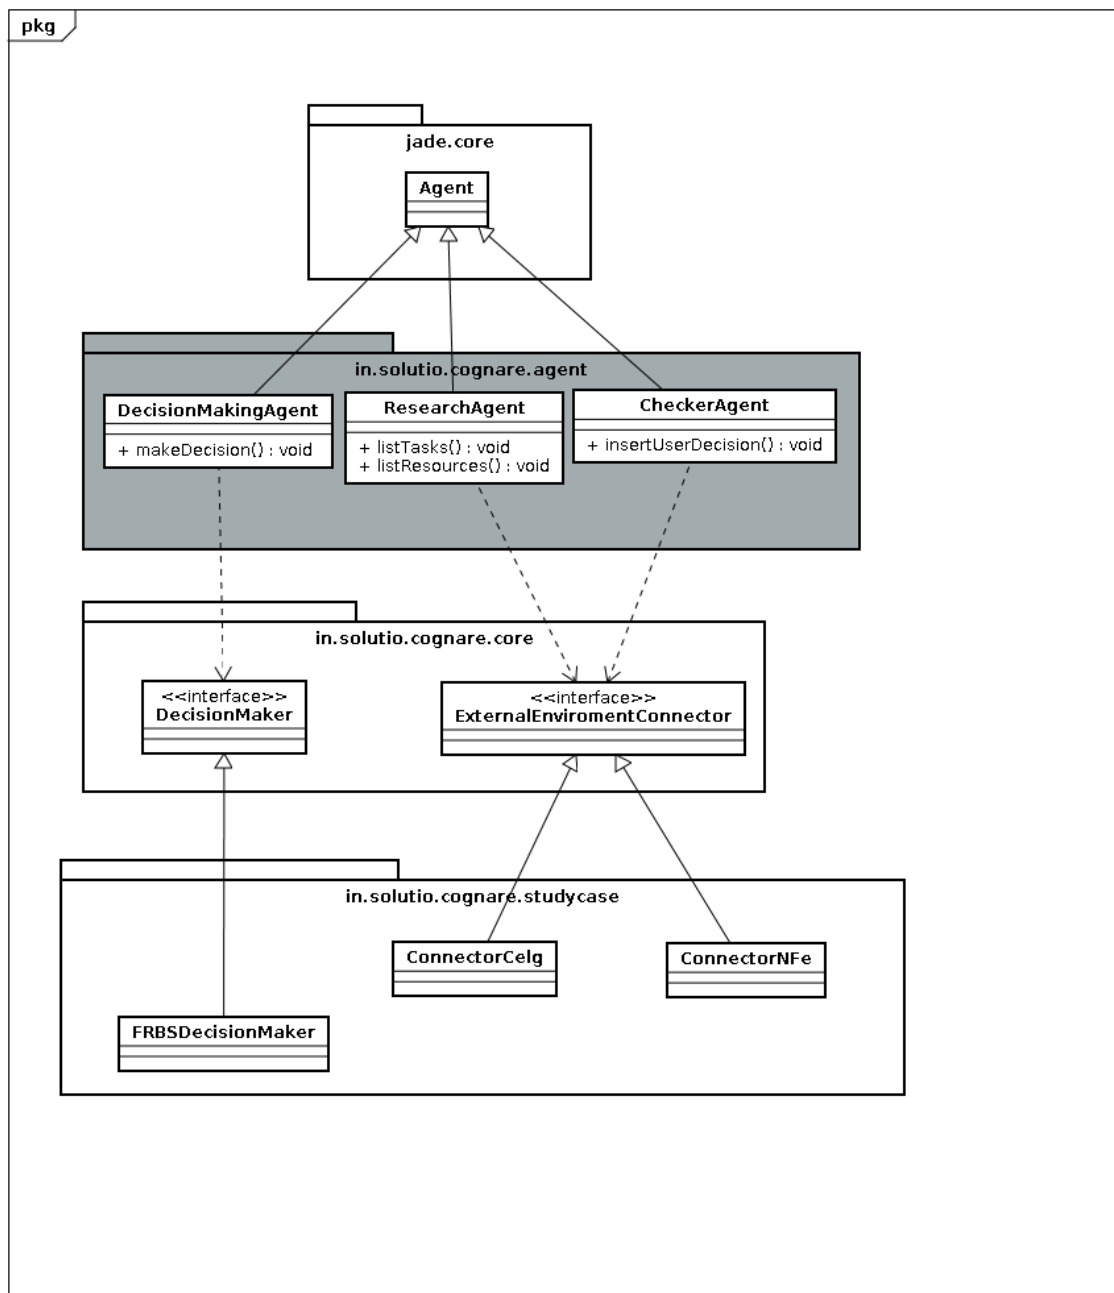 pkg
jade.core
Agent
in.solutio.cognare.agent
DecisionMakingAgent
+ makeDecision() : void
ResearchAgent
+ listTasks() : void
+ listResources() : void
CheckerAgent
+ insertUserDecision() : void
in.solutio.cognare.core
<<interface>>
DecisionMaker
<<interface>>
ExternalEnviromentConnector
in.solutio.cognare.studycase
ConnectorCelg
ConnectorNFe
FRBSDecisionMaker